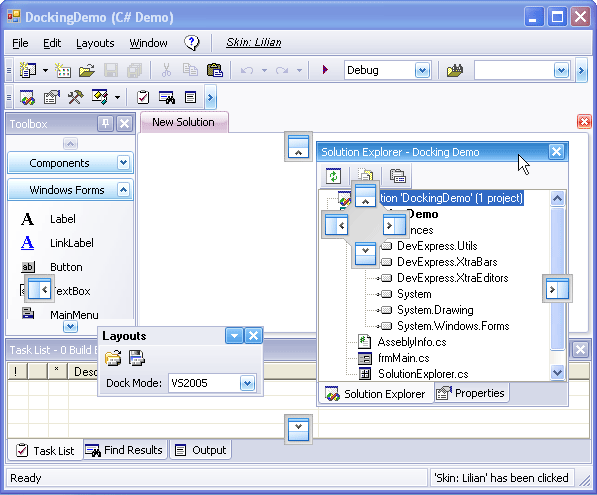 DockingDemo (C# Demo)
File Edit Layouts Window Skin: Lilian
Debug
Toolbox
New Solution
Components
Windows Forms
Label
LinkLabel
Button
TextBox
MainMenu
Solution Explorer - Docking Demo
tion 'DockingDemo' (1 project)
Demo
nces
DevExpress.Utils
DevExpress.XtraBars
DevExpress.XtraEditors
System
System.Drawing
System.Windows.Forms
AsseblyInfo.cs
frmMain.cs
SolutionExplorer.cs
Solution Explorer Properties
Layouts
Dock Mode: VS2005
Task List - 0 Build E
! * Desc
Task List Find Results Output
Ready 'Skin: Lilian' has been clicked